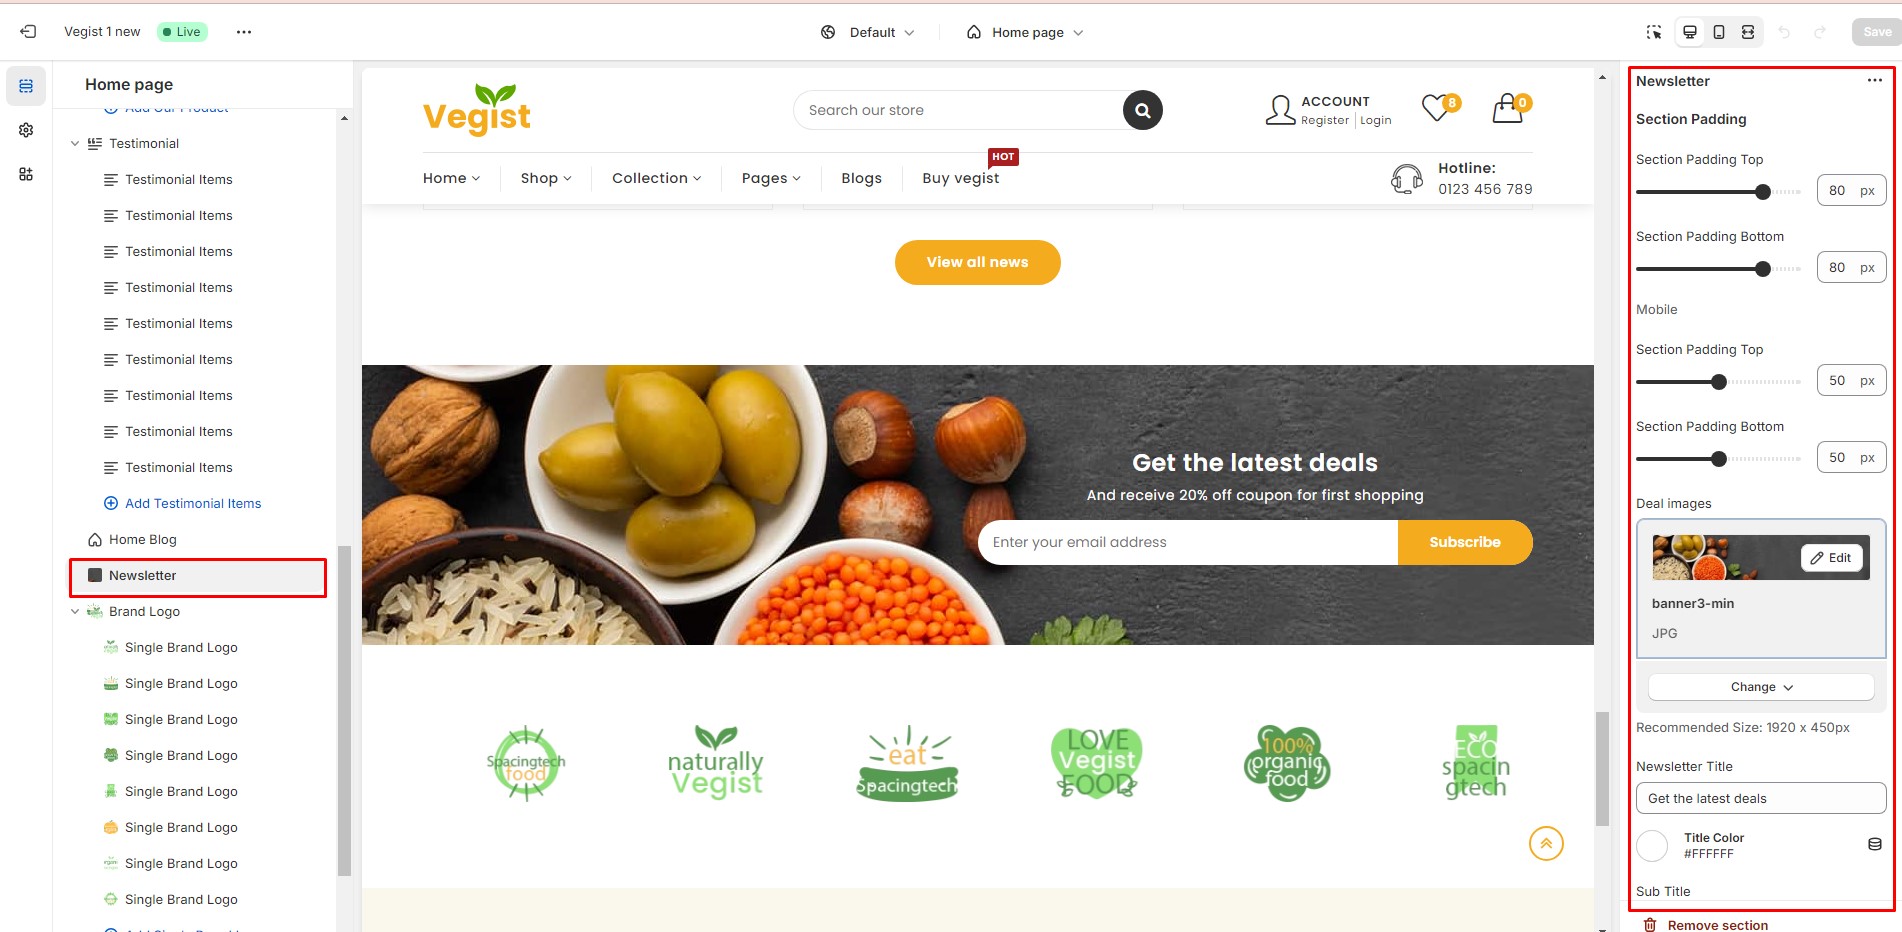 Vegist 1 new
Live
Default
Home page
Save
Home page
Add Our Product
Testimonial
Testimonial Items
Testimonial Items
Testimonial Items
Testimonial Items
Testimonial Items
Testimonial Items
Testimonial Items
Testimonial Items
Testimonial Items
Add Testimonial Items
Home Blog
Newsletter
Brand Logo
Single Brand Logo
Single Brand Logo
Single Brand Logo
Single Brand Logo
Single Brand Logo
Single Brand Logo
Single Brand Logo
Single Brand Logo
Vegist
Search our store
ACCOUNT
Register | Login
8
0
HOT
Home
Shop
Collection
Pages
Blogs
Buy vegist
Hotline:
0123 456 789
View all news
Get the latest deals
And receive 20% off coupon for first shopping
Enter your email address
Subscribe
Spacingtech
food
naturally
Vegist
eat
Spacingtech
LOVE
Vegist
FOOD
100%
organig
food
ECO
spacin
gtech
Newsletter
Section Padding
Section Padding Top
80 px
Section Padding Bottom
80 px
Mobile
Section Padding Top
50 px
Section Padding Bottom
50 px
Deal images
Edit
banner3-min
JPG
Change
Recommended Size: 1920 x 450px
Newsletter Title
Get the latest deals
Title Color
#FFFFFF
Sub Title
Remove section